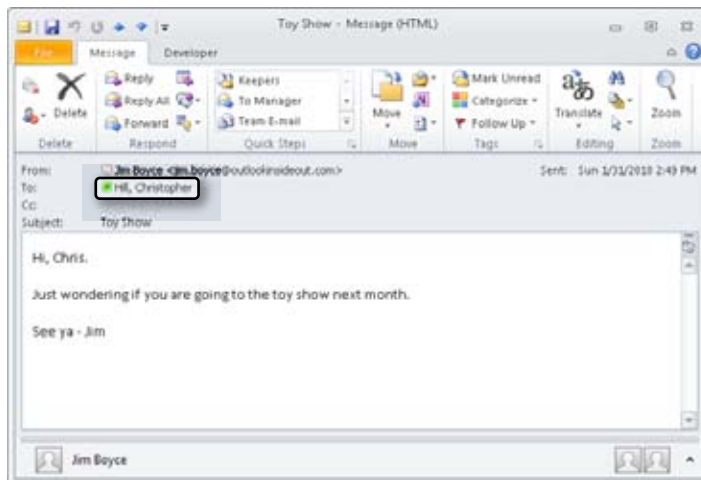 Toy Show - Message (HTML)
File Message Developer
Delete
Reply
Reply All
Forward
Keepers
To Manager
Team E-mail
Move
Mark Unread
Categorize
Follow Up
Translate
Zoom
Delete Respond Quick Steps Move Tags Editing Zoom
From: Jim Boyce <jim.boyce@outlookinsideout.com> Sent: Sun 1/31/2010 2:49 PM
To: Hill, Christopher
Cc:
Subject: Toy Show
Hi, Chris.
Just wondering if you are going to the toy show next month.
See ya - Jim
Jim Boyce